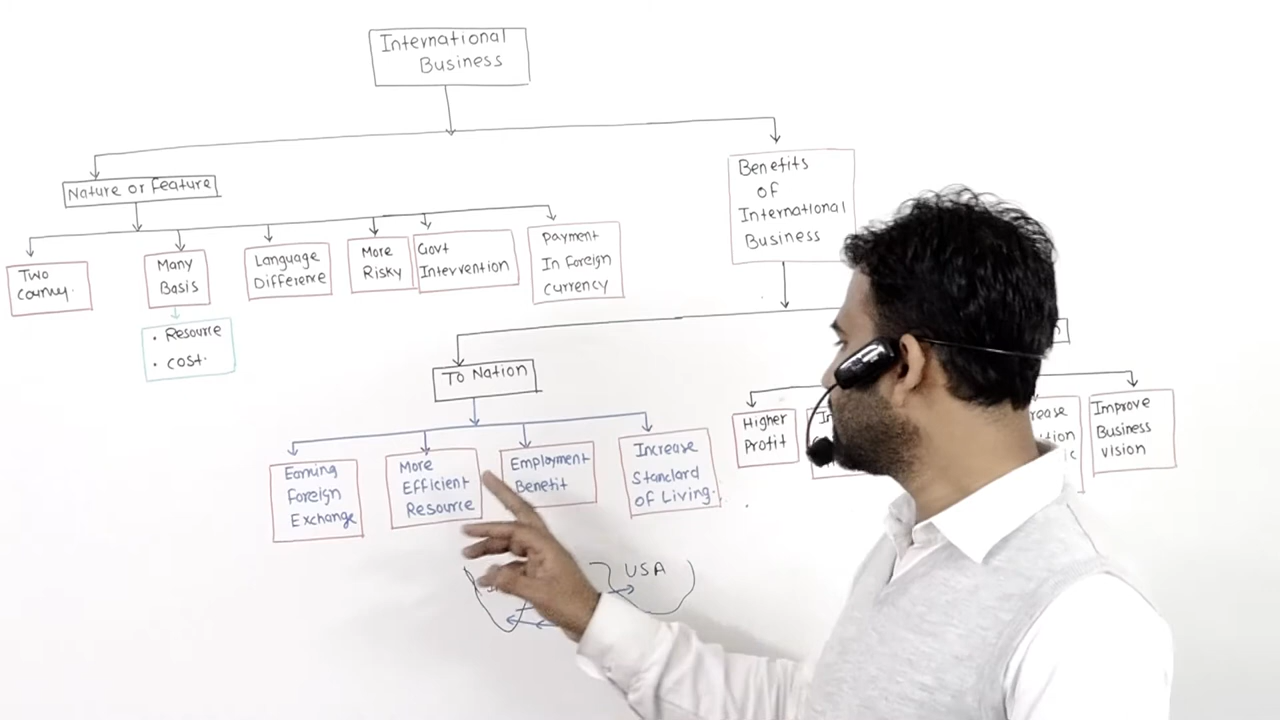 International
Business
Nature or Feature
Benefits
of
International
Business
Two
Many
Basis
Language
Difference
More
Risky
Govt
Intervention
Payment
In Foreign
Currency
• Resource
• Cost.
To Nation
Earning
Foreign
Exchange
More
Efficient
Resource
Employment
Benefit
Increase
Standard
of Living.
Higher
Profit
Improve
Business
Vision
USA